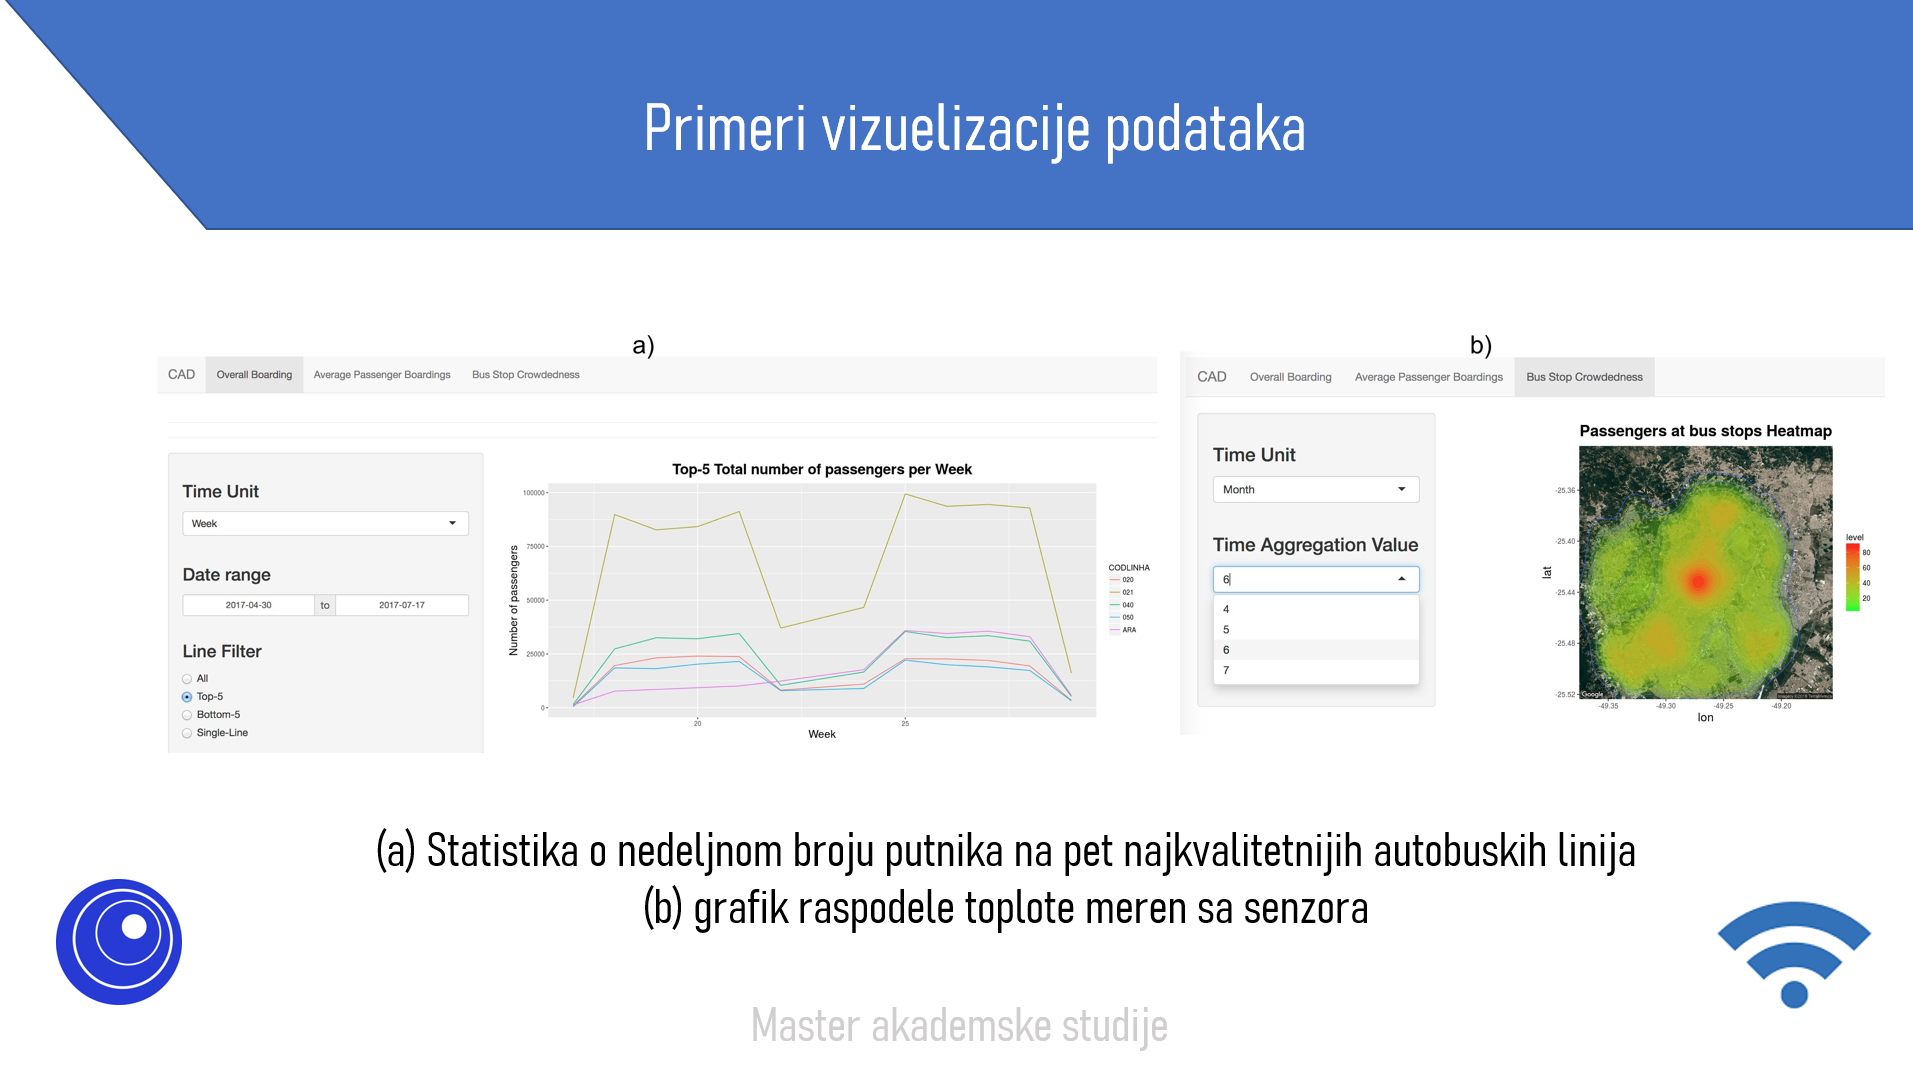 Primeri vizuelizacije podataka
a)
CAD Overall Boarding Average Passenger Boardings Bus Stop Crowdedness
Time Unit
Week
Date range
2017-04-30 to 2017-07-17
Line Filter
All
Top-5
Bottom-5
Single-Line
Top-5 Total number of passengers per Week
Number of passengers
100000
75000
50000
25000
0
20 25
Week
CODLINHA
020
021
040
050
ARA
b)
CAD Overall Boarding Average Passenger Boardings Bus Stop Crowdedness
Time Unit
Month
Time Aggregation Value
6
4
5
6
7
Passengers at bus stops Heatmap
lat
-25.36
-25.40
-25.44
-25.48
-25.52
Google
-49.35 -49.30 -49.25 -49.20
lon
level
80
60
40
20
(a) Statistika o nedeljnom broju putnika na pet najkvalitetnijih autobuskih linija
(b) grafik raspodele toplote meren sa senzora
Master akademske studije